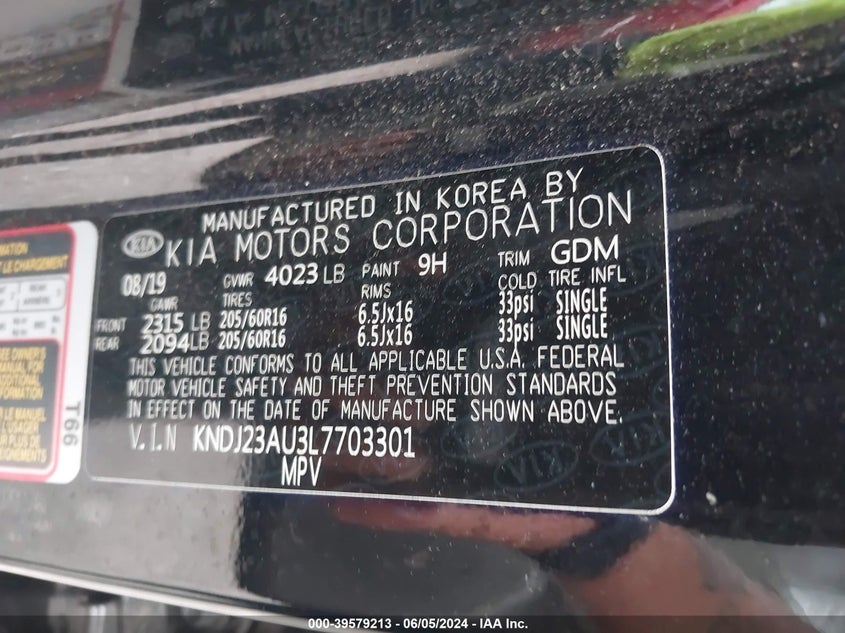 MANUFACTURED IN KOREA BY
KIA KIA MOTORS CORPORATION
08/19 GVWR 4023 LB PAINT 9H TRIM GDM
GAWR TIRES RIMS COLD TIRE INFL
FRONT 2315 LB 205/60R16 6.5Jx16 33psi SINGLE
REAR 2094 LB 205/60R16 6.5Jx16 33psi SINGLE
THIS VEHICLE CONFORMS TO ALL APPLICABLE U.S.A. FEDERAL
MOTOR VEHICLE SAFETY AND THEFT PREVENTION STANDARDS
IN EFFECT ON THE DATE OF MANUFACTURE SHOWN ABOVE.
V.I.N KNDJ23AU3L7703301
MPV
T66
000-39579213 - 06/05/2024 - IAA Inc.